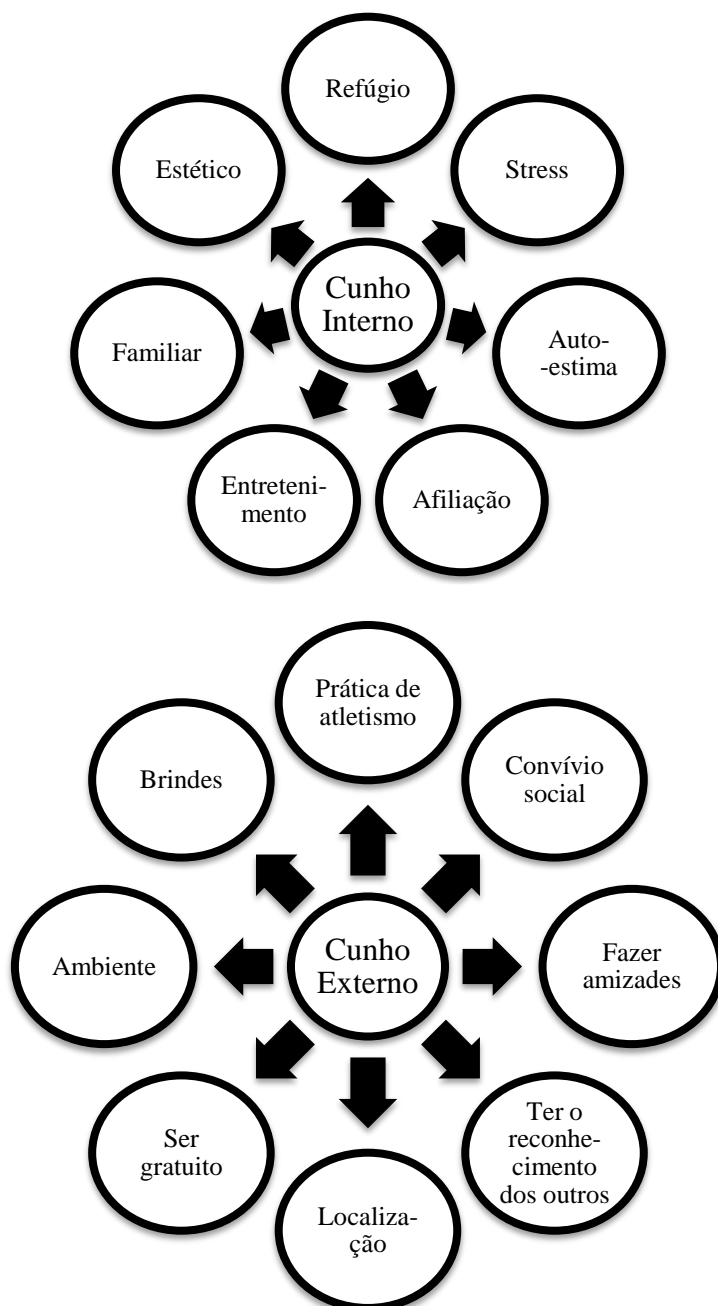 Refúgio
Stress
Auto-
-estima
Afiliação
Entreteni-
mento
Familiar
Estético
Cunho
Interno
Prática de
atletismo
Convívio
social
Fazer
amizades
Ter o
reconhe-
cimento
dos outros
Localiza-
ção
Ser
gratuito
Ambiente
Brindes
Cunho
Externo